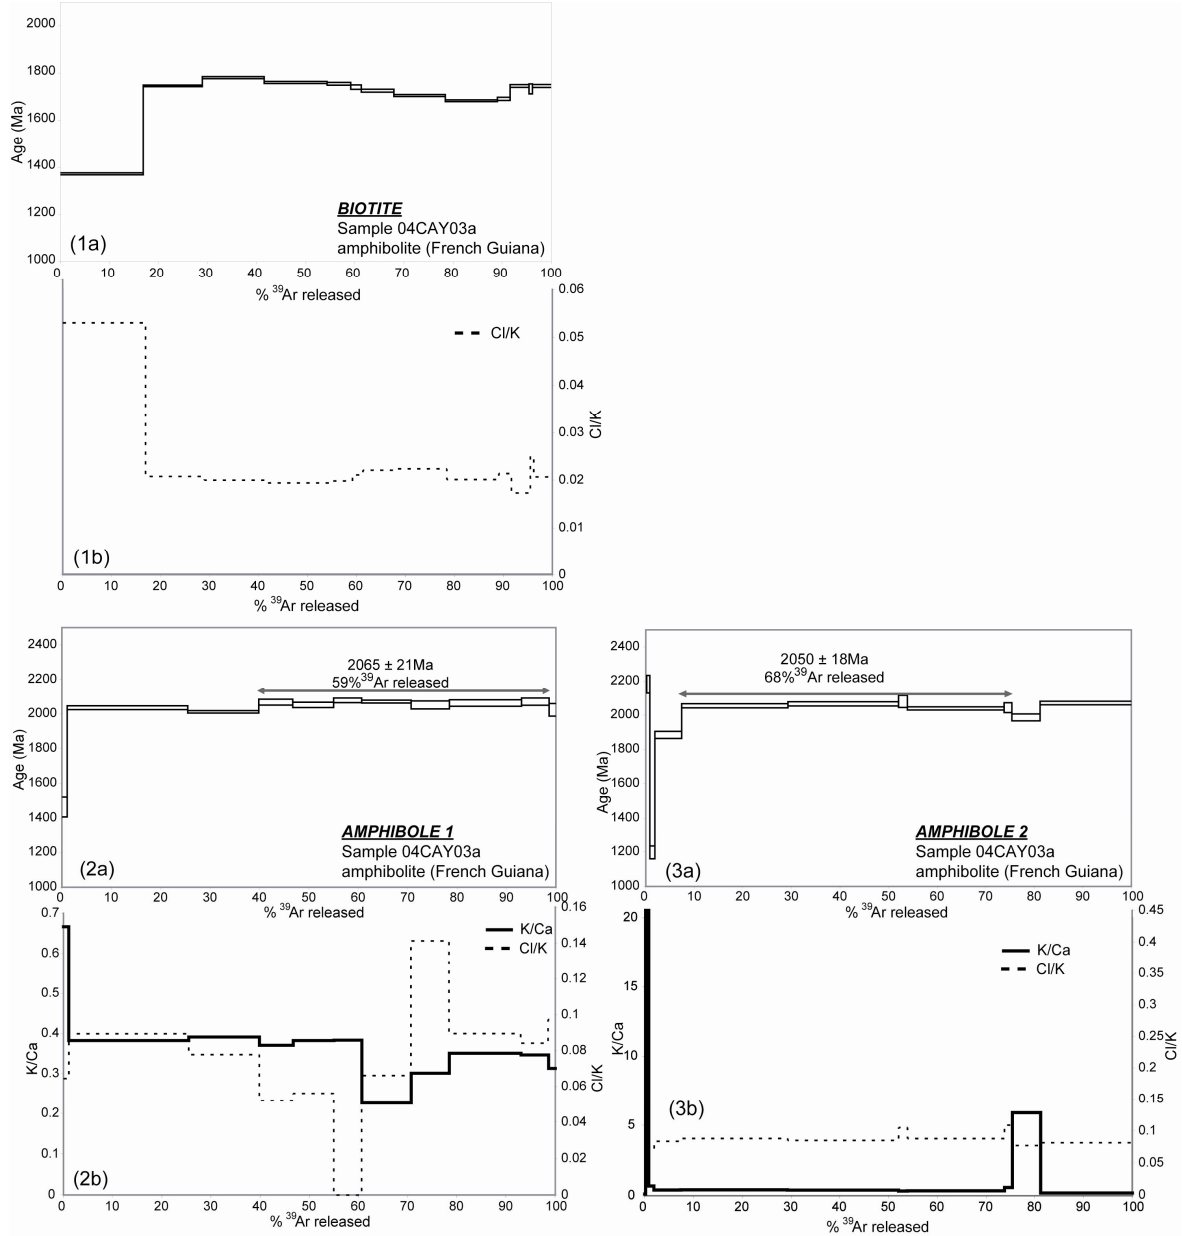 2000
1800
1600
1400
1200
1000
Age (Ma)
BIOTITE
Sample 04CAY03a
amphibolite (French Guiana)
(1a)
0 10 20 30 40 50 60 70 80 90 100
% 39Ar released
0.06
0.05
0.04
0.03
0.02
0.01
0
Cl/K
Cl/K
(1b)
0 10 20 30 40 50 60 70 80 90 100
% 39Ar released
2400
2200
2000
1800
1600
1400
1200
1000
Age (Ma)
2065 ± 21Ma
59%39Ar released
AMPHIBOLE 1
Sample 04CAY03a
amphibolite (French Guiana)
(2a)
0 10 20 30 40 50 60 70 80 90 100
% 39Ar released
0.7
0.6
0.5
0.4
0.3
0.2
0.1
0
K/Ca
K/Ca
Cl/K
0.16
0.14
0.12
0.1
0.08
0.06
0.04
0.02
0
Cl/K
(2b)
0 10 20 30 40 50 60 70 80 90 100
% 39Ar released
2400
2200
2000
1800
1600
1400
1200
1000
Age (Ma)
2050 ± 18Ma
68%39Ar released
AMPHIBOLE 2
Sample 04CAY03a
amphibolite (French Guiana)
(3a)
0 10 20 30 40 50 60 70 80 90 100
% 39Ar released
20
15
10
5
0
K/Ca
K/Ca
Cl/K
0.45
0.4
0.35
0.3
0.25
0.2
0.15
0.1
0.05
0
Cl/K
(3b)
0 10 20 30 40 50 60 70 80 90 100
% 39Ar released